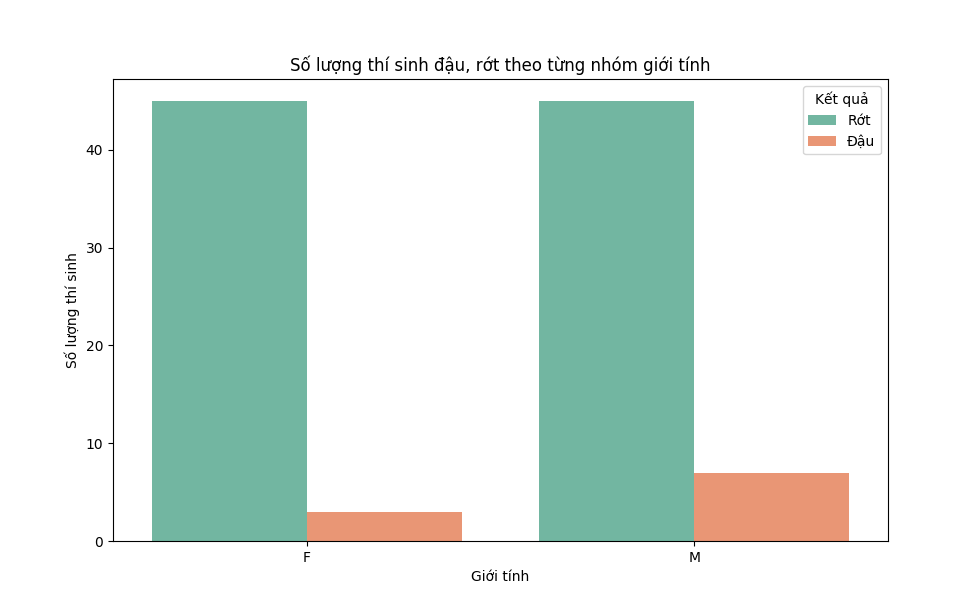 Số lượng thí sinh đậu, rớt theo từng nhóm giới tính
Kết quả
Rớt
Đậu
Số lượng thí sinh
40
30
20
10
0
F
M
Giới tính